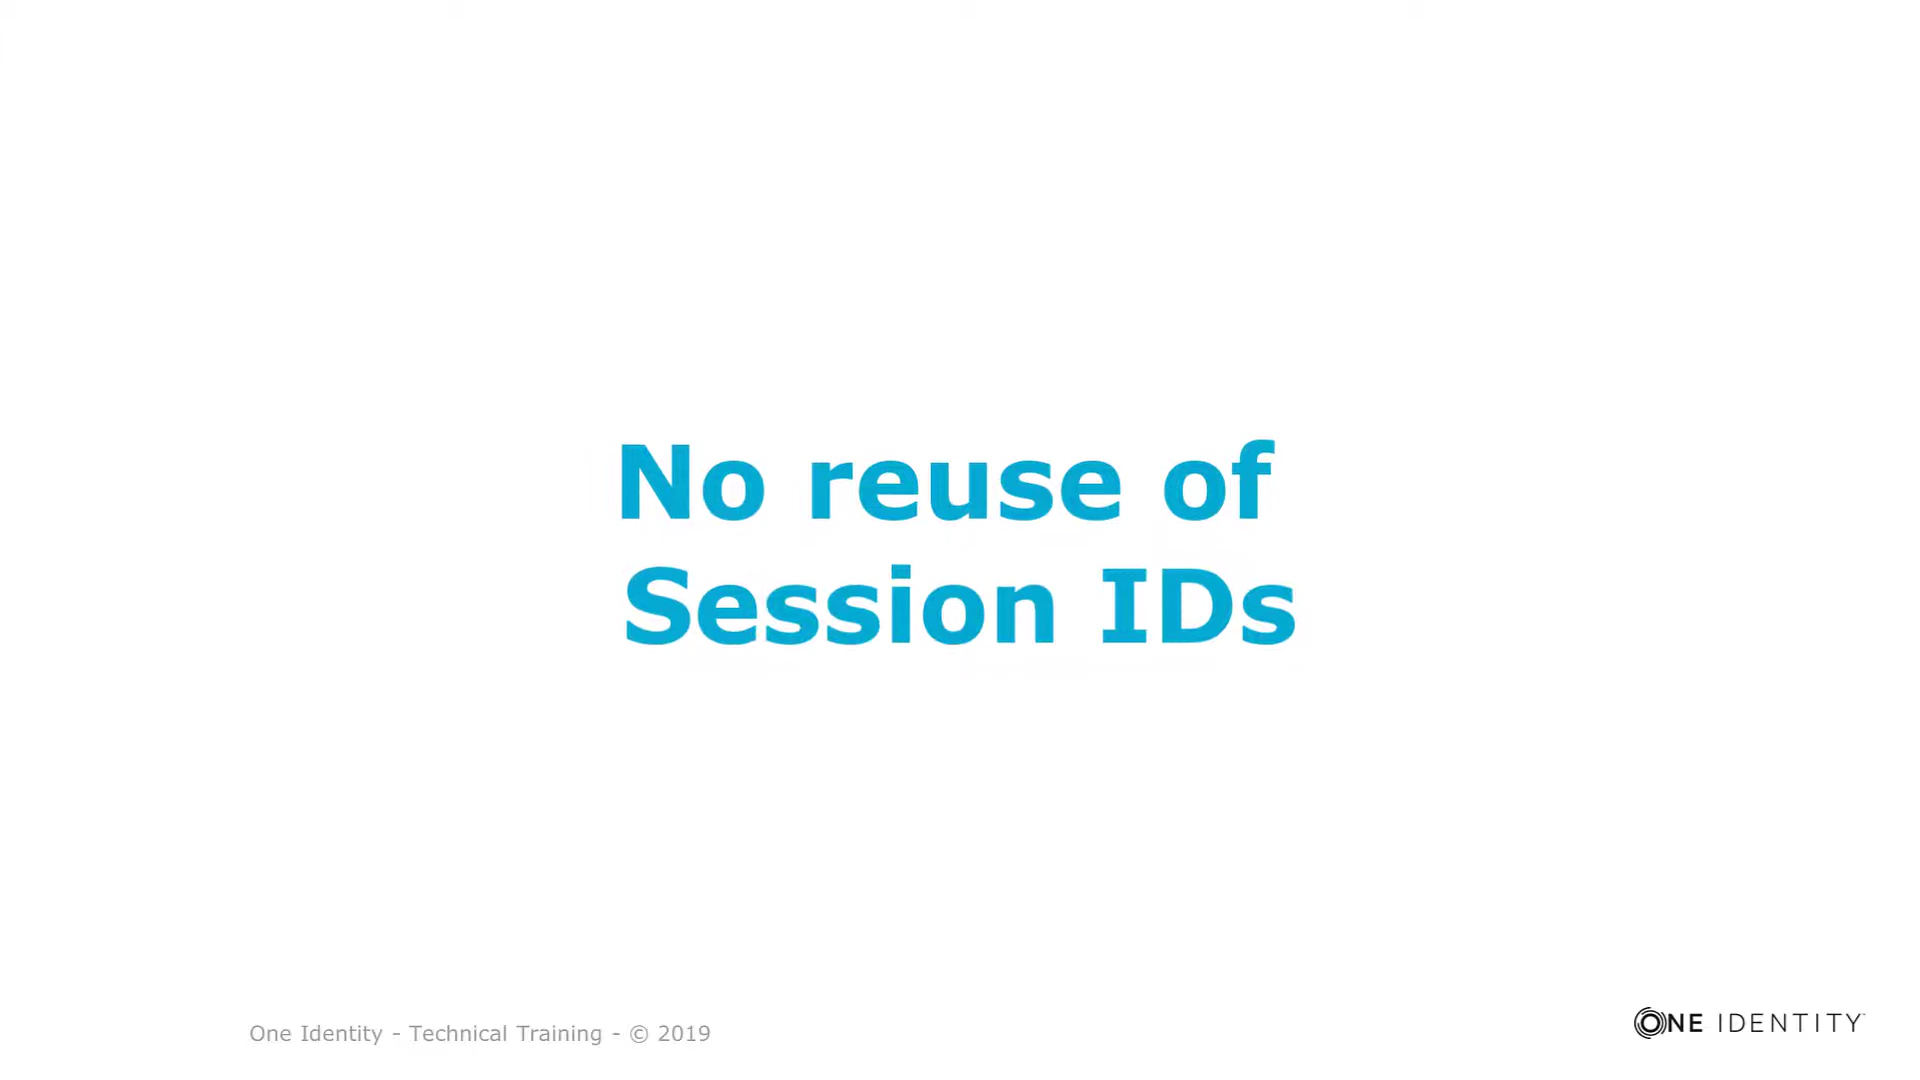 No reuse of
Session IDs
One Identity - Technical Training - © 2019
ONE IDENTITY